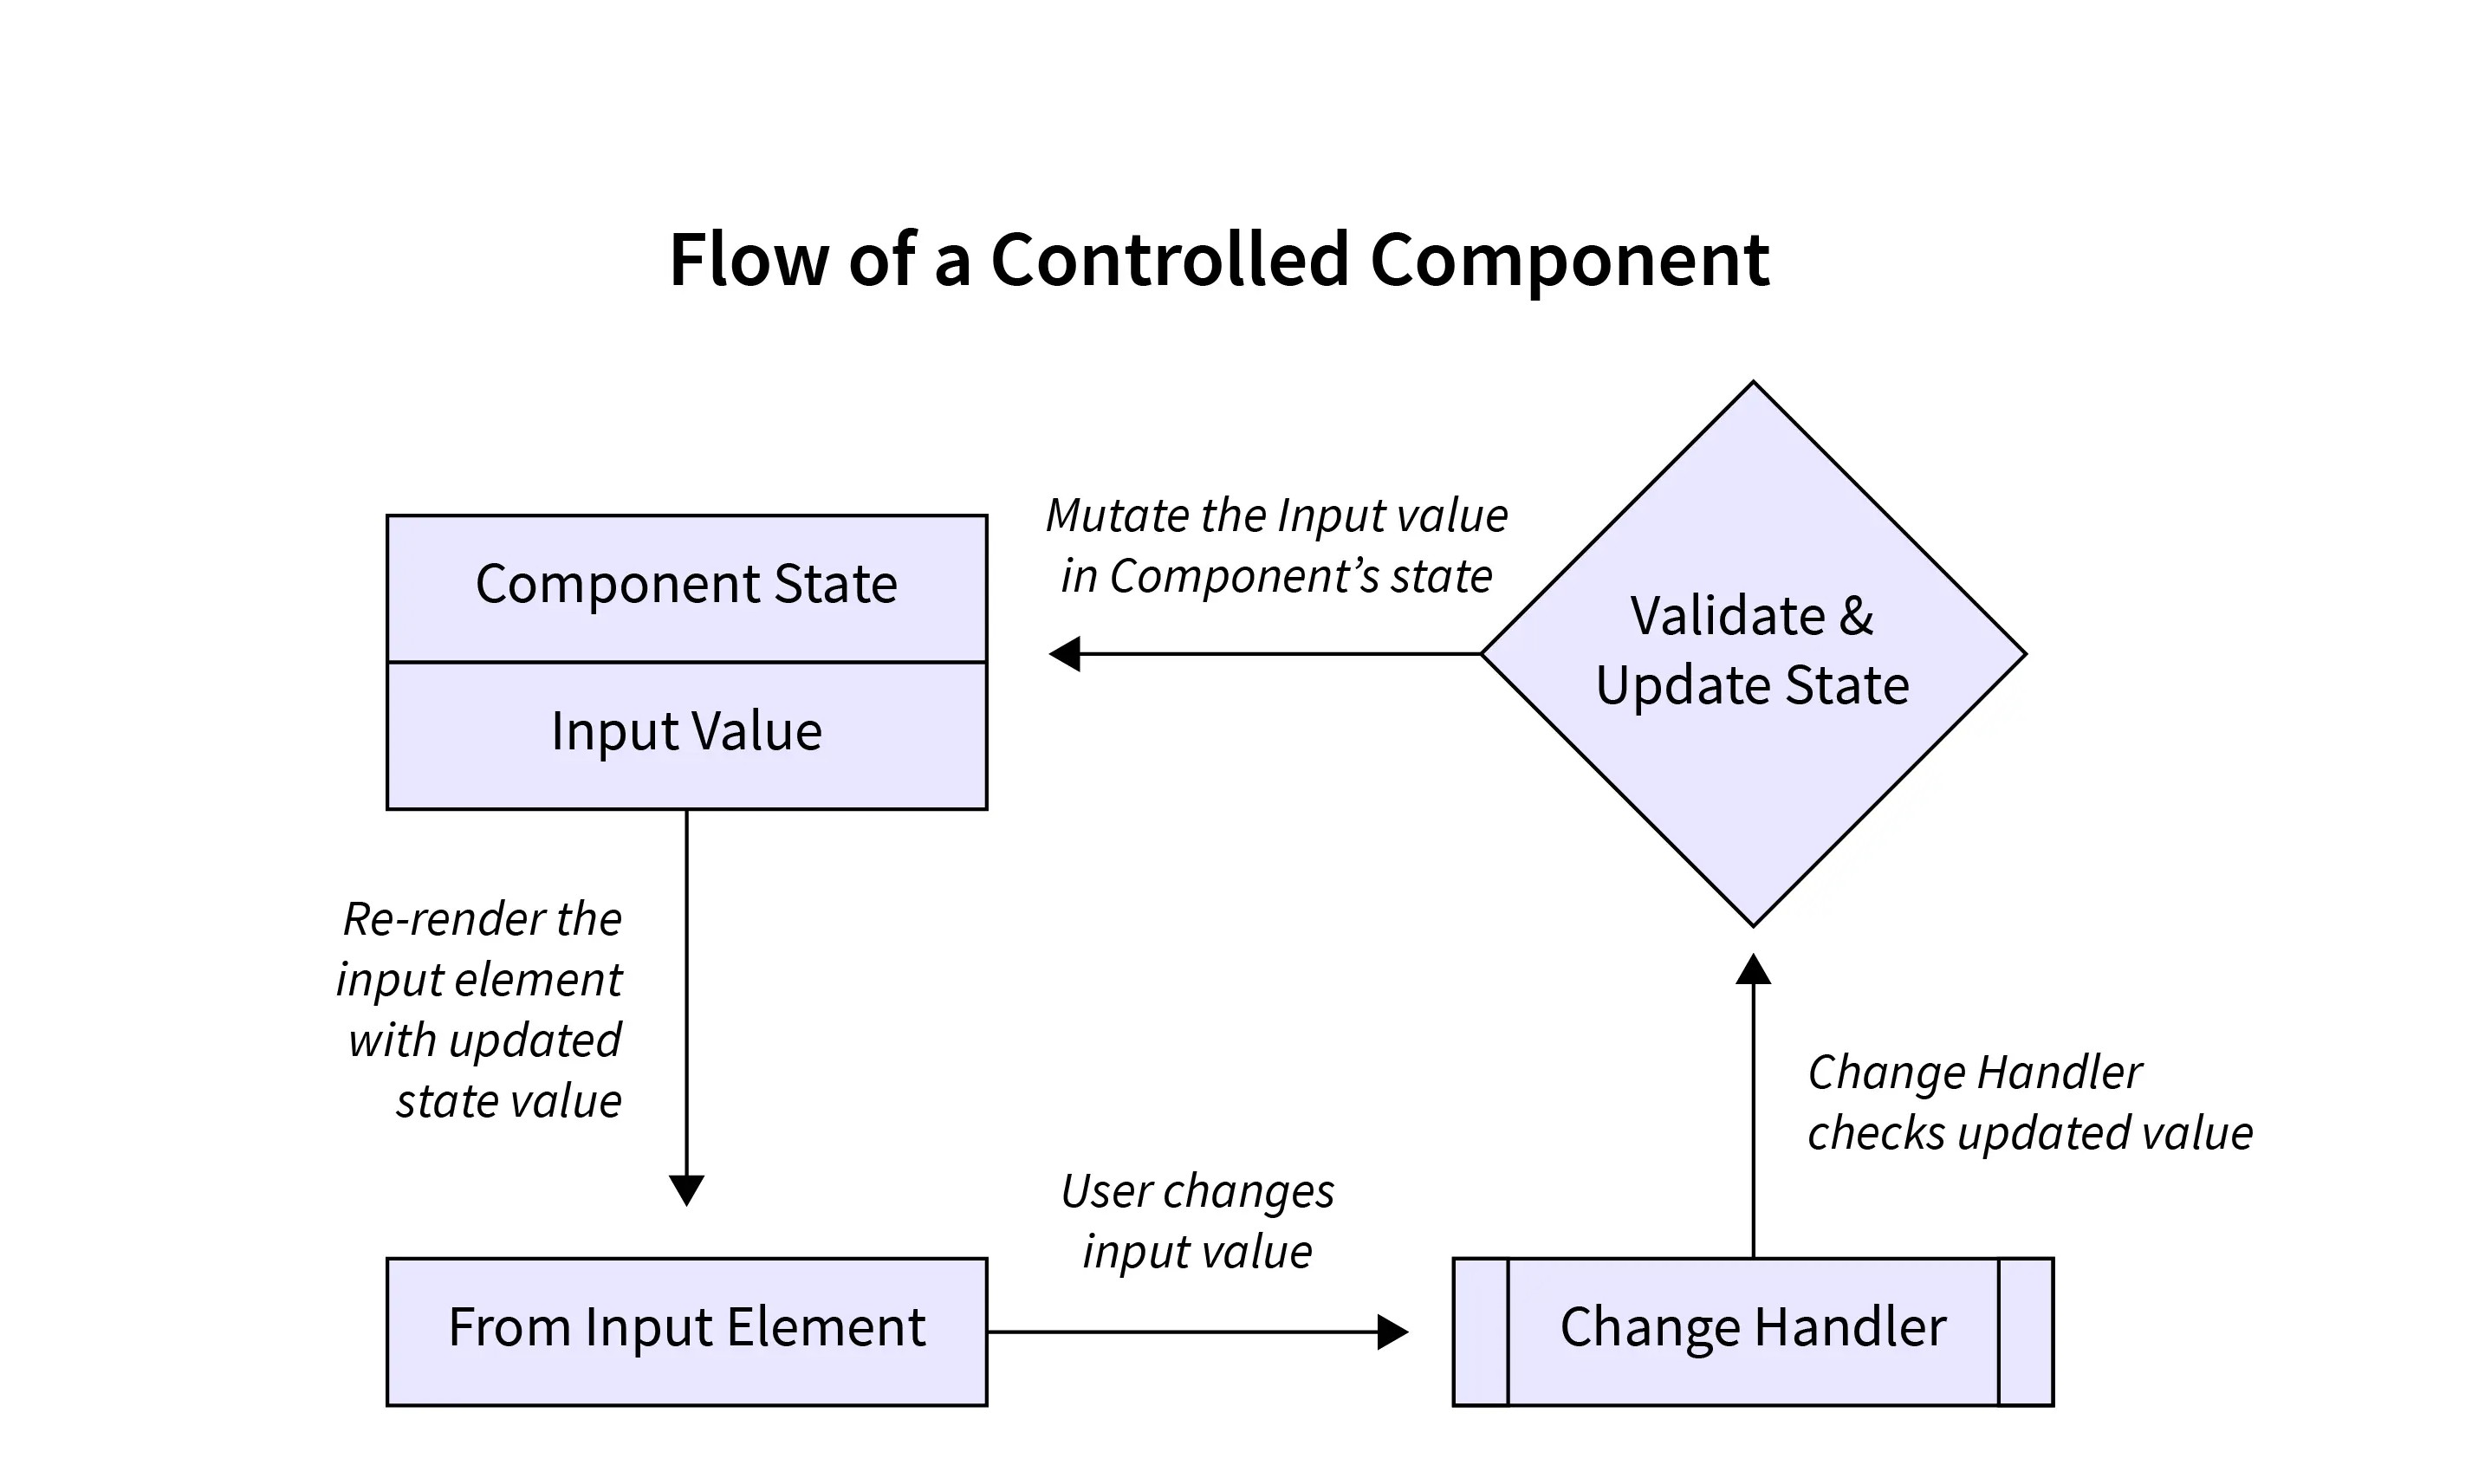 Flow of a Controlled Component
Component State
Input Value
Mutate the Input value
in Component’s state
Validate &
Update State
Re-render the
input element
with updated
state value
Change Handler
checks updated value
User changes
input value
From Input Element
Change Handler